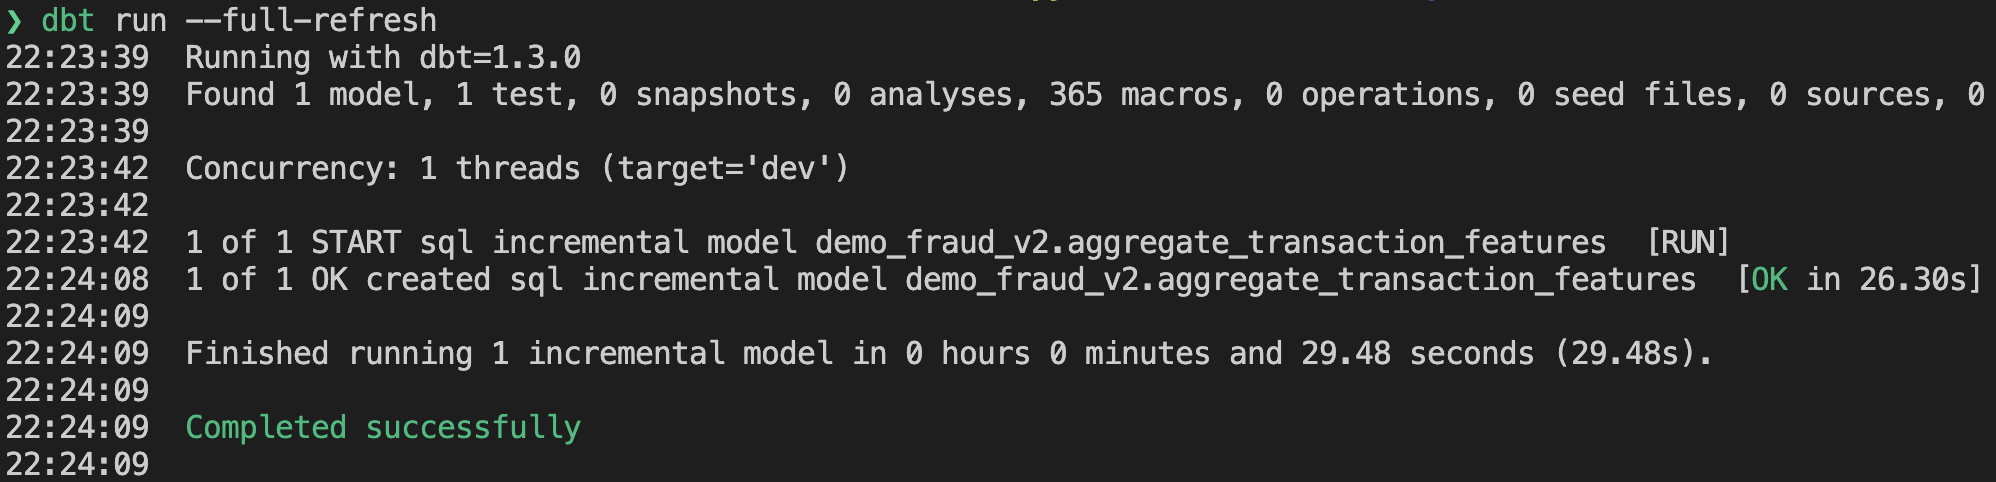 ❯ dbt run --full-refresh
22:23:39  Running with dbt=1.3.0
22:23:39  Found 1 model, 1 test, 0 snapshots, 0 analyses, 365 macros, 0 operations, 0 seed files, 0 sources, 0
22:23:39
22:23:42  Concurrency: 1 threads (target='dev')
22:23:42
22:23:42  1 of 1 START sql incremental model demo_fraud_v2.aggregate_transaction_features  [RUN]
22:24:08  1 of 1 OK created sql incremental model demo_fraud_v2.aggregate_transaction_features  [OK in 26.30s]
22:24:09
22:24:09  Finished running 1 incremental model in 0 hours 0 minutes and 29.48 seconds (29.48s).
22:24:09
22:24:09  Completed successfully
22:24:09